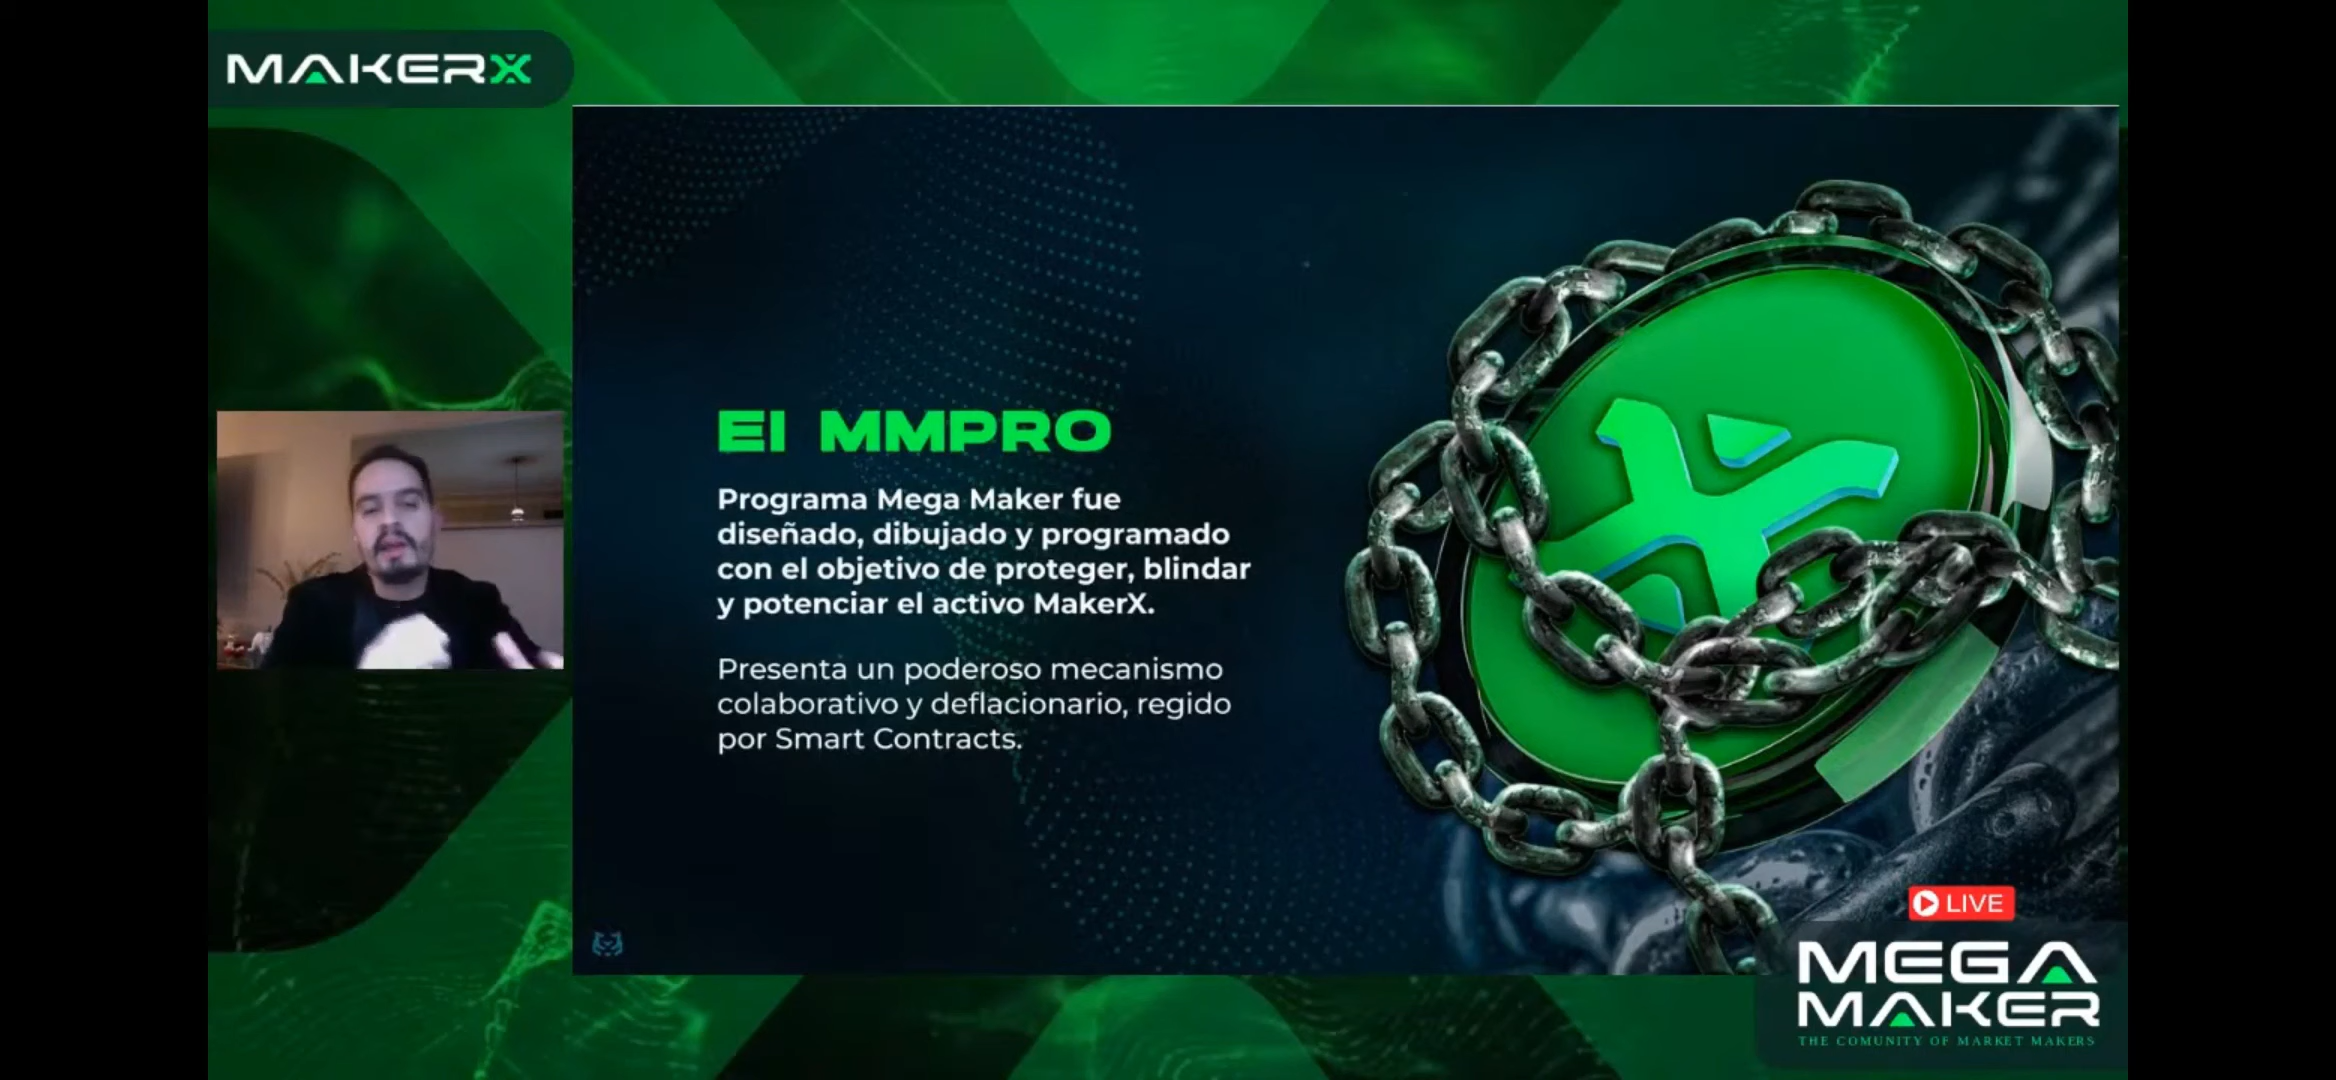 MAKERX
El MMPRO
Programa Mega Maker fue
diseñado, dibujado y programado
con el objetivo de proteger, blindar
y potenciar el activo MakerX.
Presenta un poderoso mecanismo
colaborativo y deflacionario, regido
por Smart Contracts.
LIVE
MEGA
MAKER
THE COMUNITY OF MARKET MAKERS